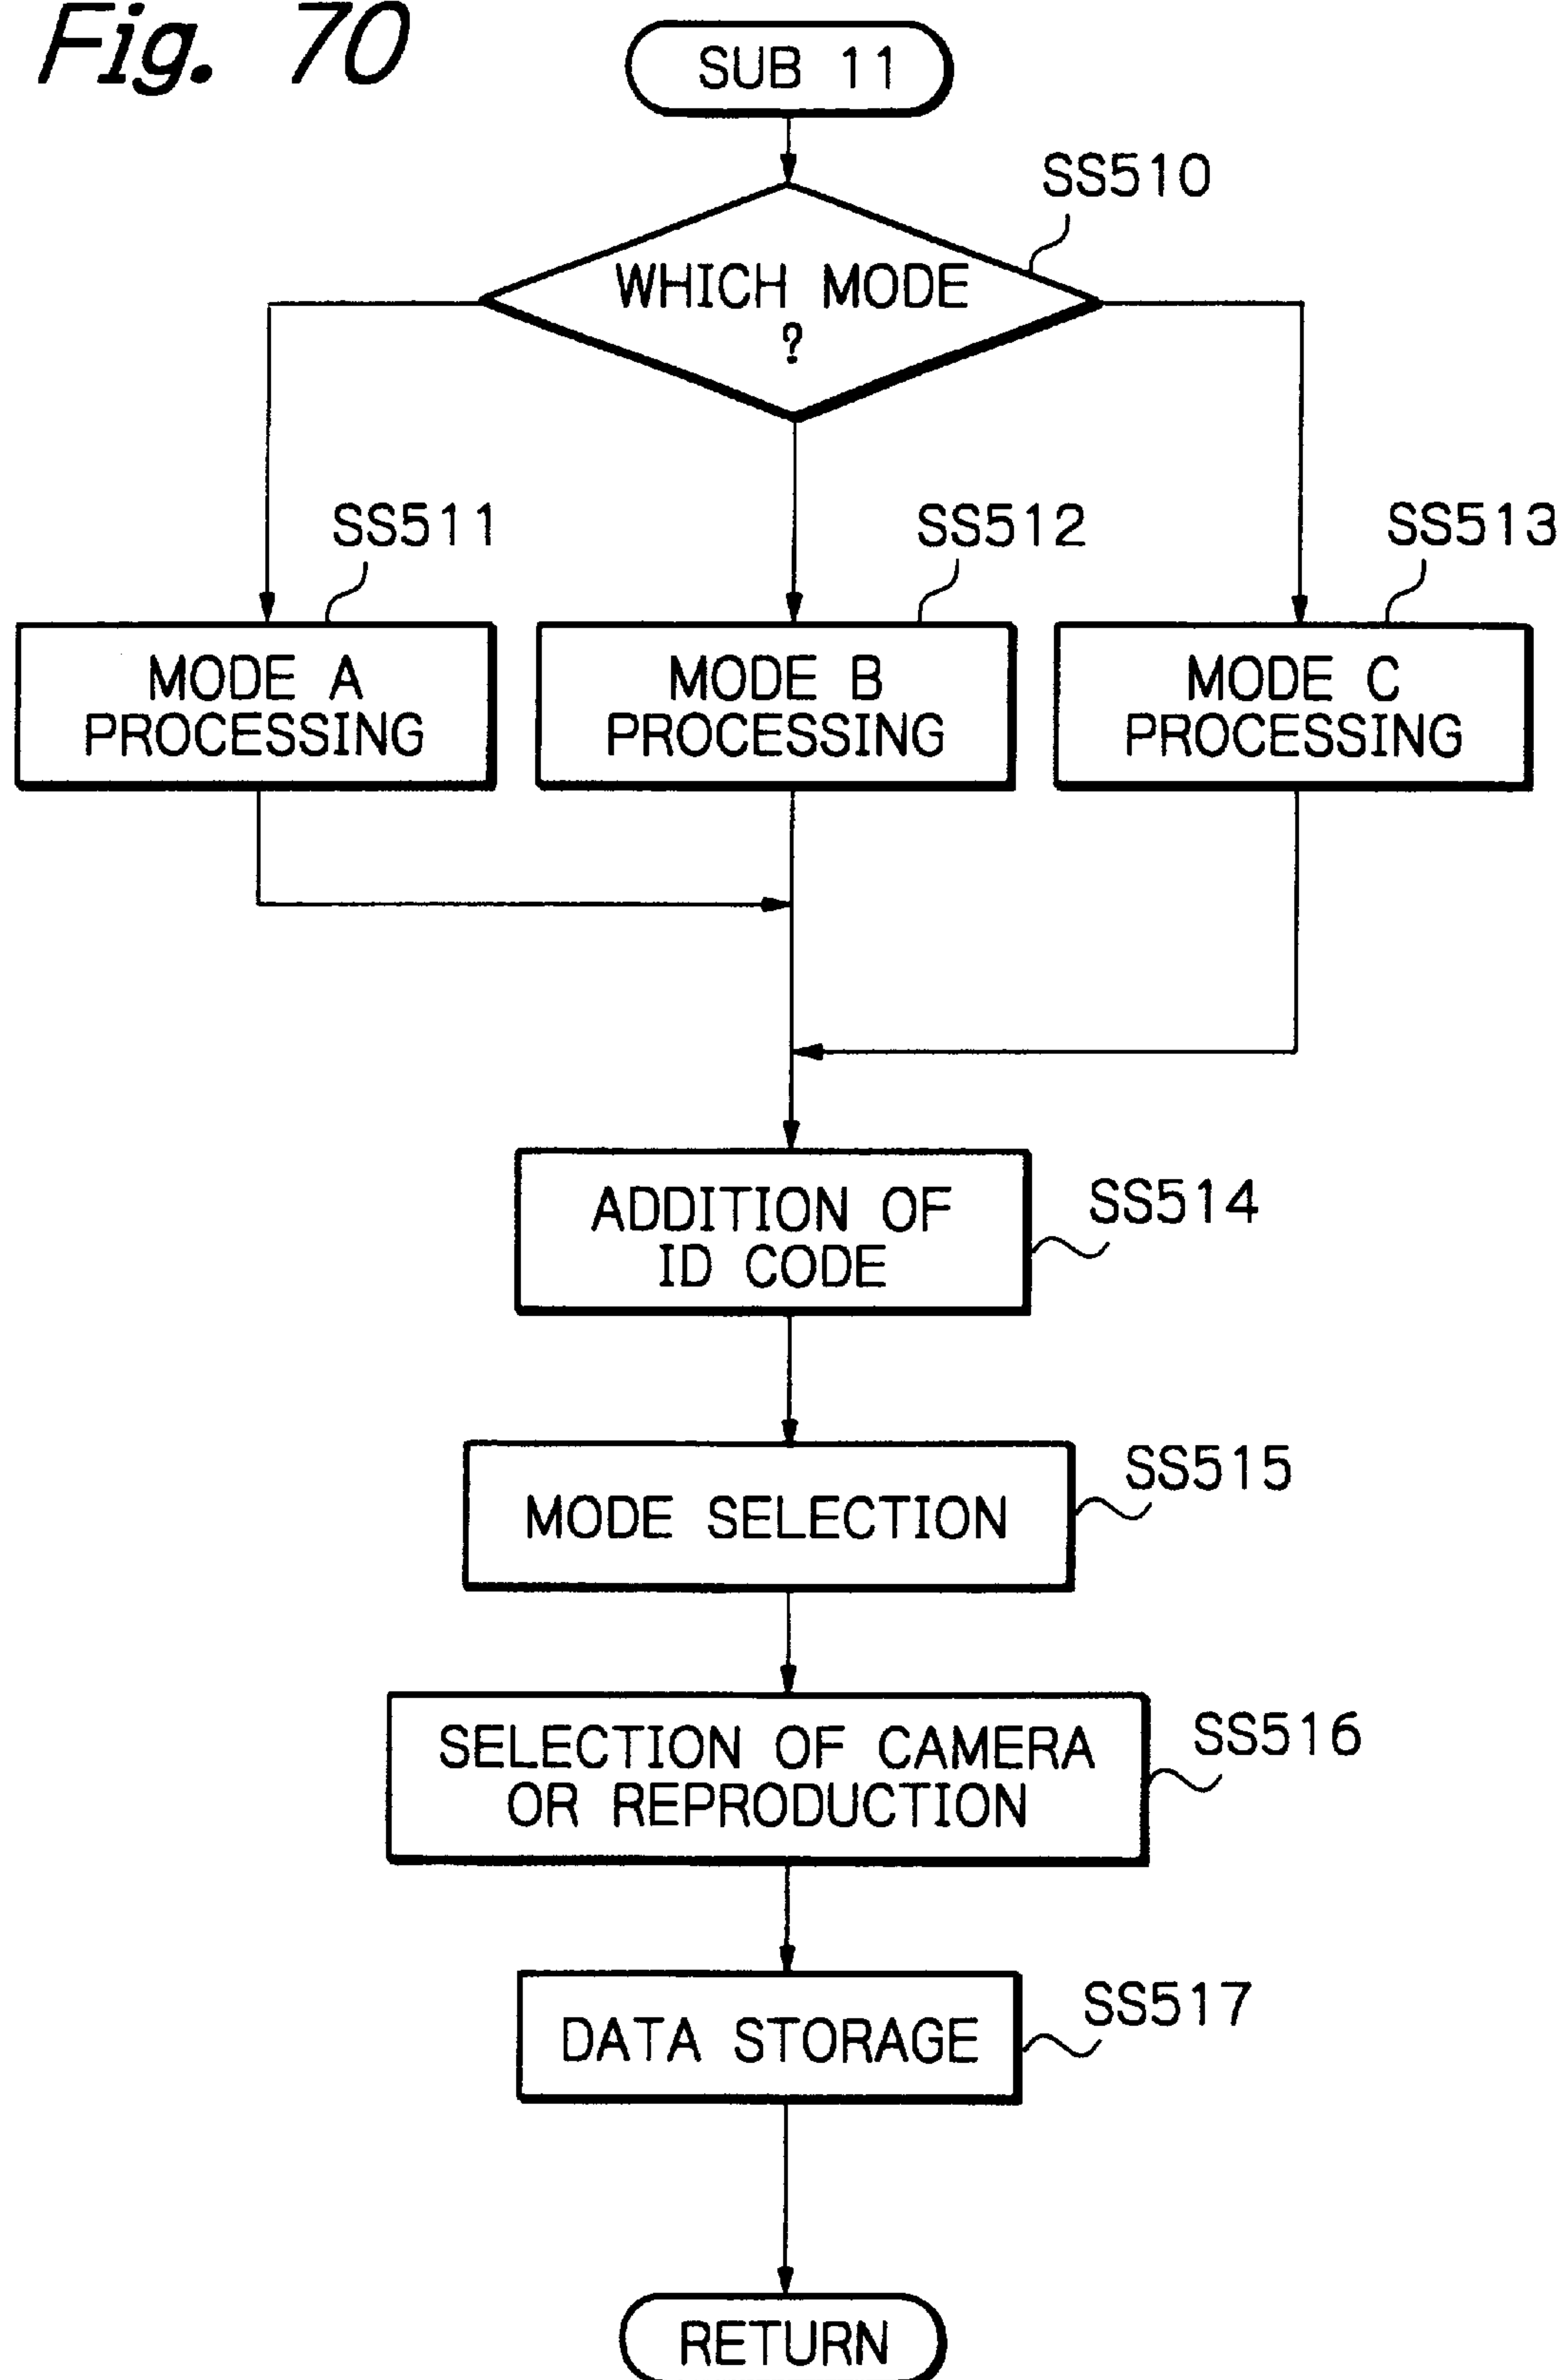 Fig. 70
SUB 11
SS510
WHICH MODE
?
SS511
SS512
SS513
MODE A
PROCESSING
MODE B
PROCESSING
MODE C
PROCESSING
ADDITION OF
ID CODE
SS514
MODE SELECTION
SS515
SELECTION OF CAMERA
OR REPRODUCTION
SS516
DATA STORAGE
SS517
RETURN